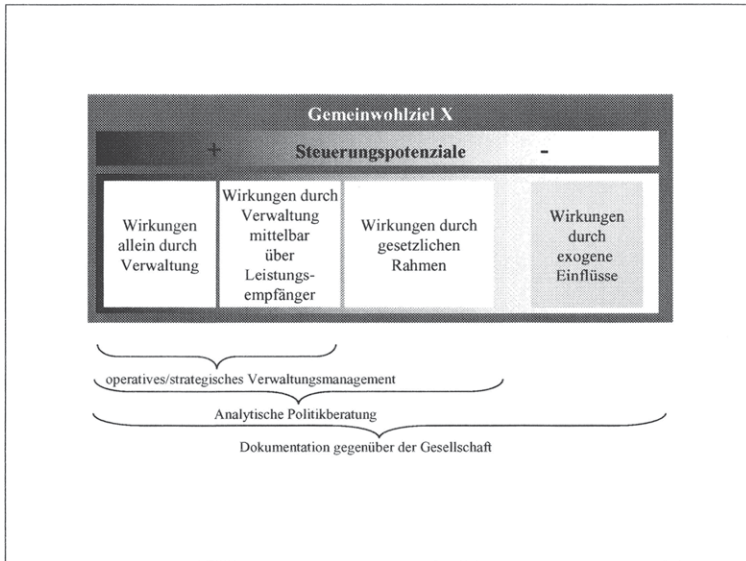 Gemeinwohlziel X
+ Steuerungspotenziale -
Wirkungen
allein durch
Verwaltung
Wirkungen durch
Verwaltung
mittelbar
über
Leistungs-
empfänger
Wirkungen durch
gesetzlichen
Rahmen
Wirkungen
durch
exogene
Einflüsse
operatives/strategisches Verwaltungsmanagement
Analytische Politikberatung
Dokumentation gegenüber der Gesellschaft